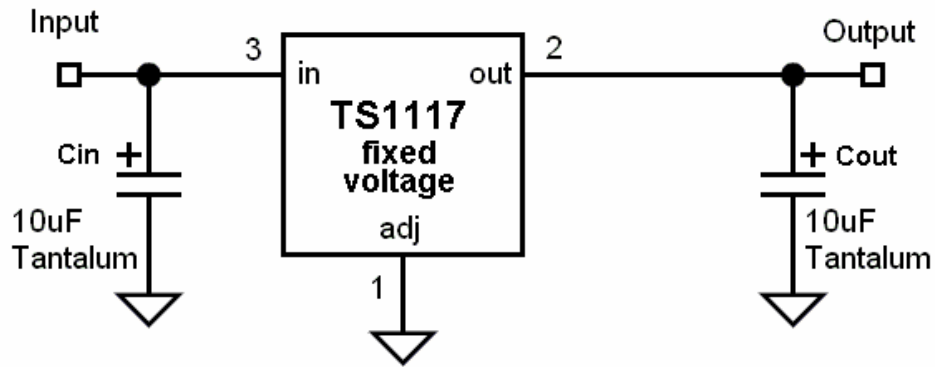 Input
3
in
out
2
Output
TS1117
fixed
voltage
adj
1
Cin +
10uF
Tantalum
+ Cout
10uF
Tantalum